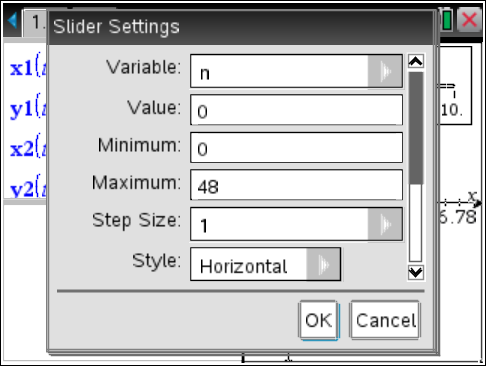 Slider Settings
1.
Variable: n
Value: 0
Minimum: 0
Maximum: 48
Step Size: 1
Style: Horizontal
OK Cancel
x1(
y1(
x2(
y2(
10.
x
6.78